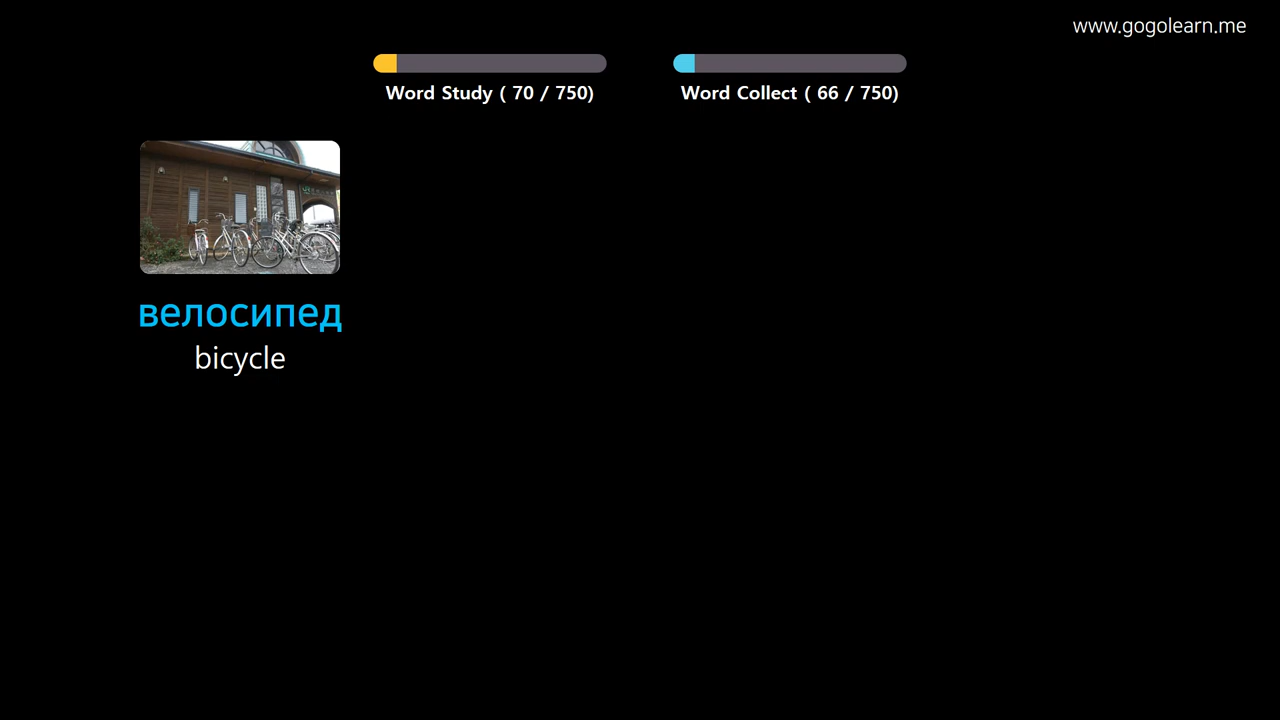 www.gogolearn.me
Word Study ( 70 / 750)
Word Collect ( 66 / 750)
велосипед
bicycle